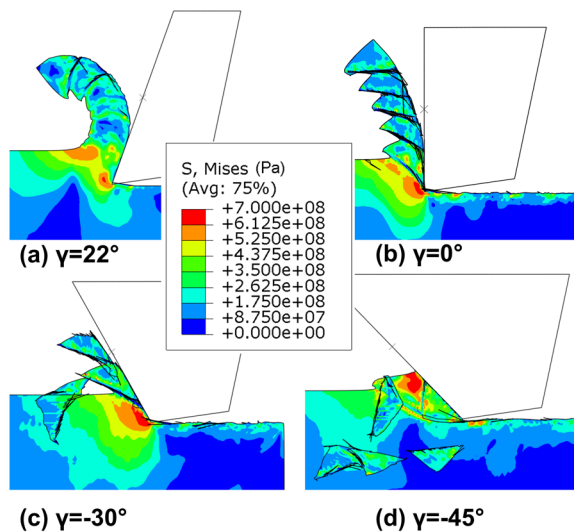 S, Mises (Pa)
(Avg: 75%)
+7.000e+08
+6.125e+08
+5.250e+08
+4.375e+08
+3.500e+08
+2.625e+08
+1.750e+08
+8.750e+07
+0.000e+00
(a) γ=22°
(b) γ=0°
(c) γ=-30°
(d) γ=-45°